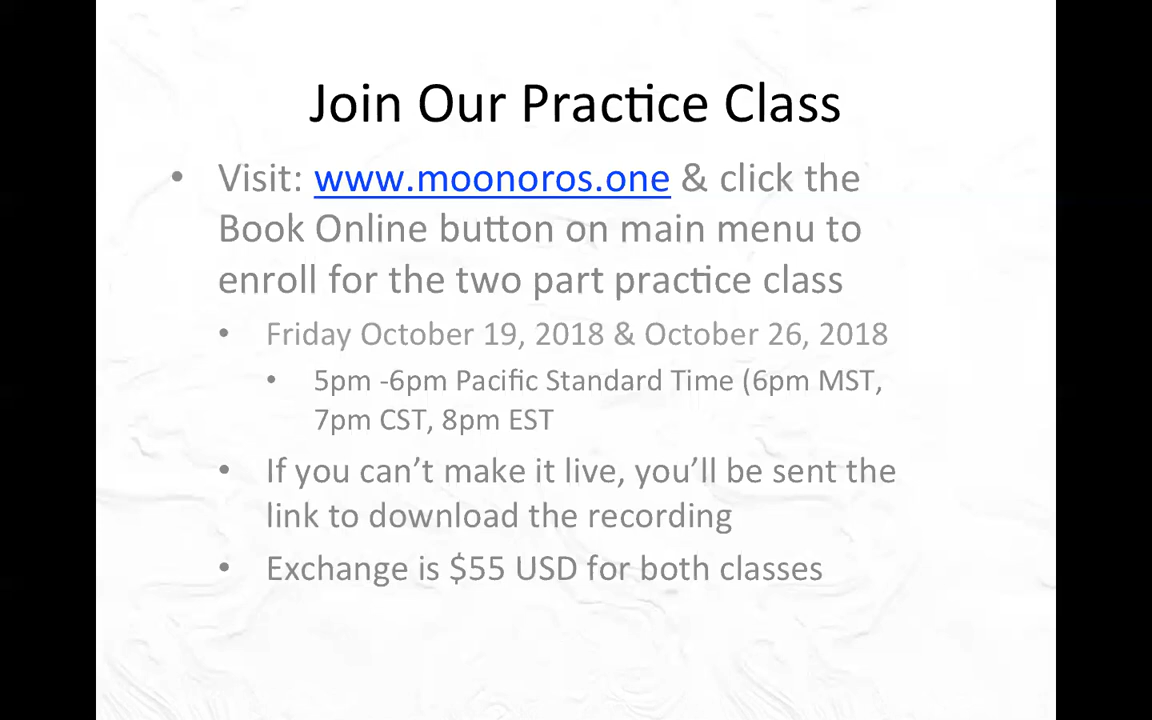 Join Our Practice Class
• Visit: www.moonoros.one & click the
Book Online button on main menu to
enroll for the two part practice class
• Friday October 19, 2018 & October 26, 2018
• 5pm -6pm Pacific Standard Time (6pm MST,
7pm CST, 8pm EST
• If you can’t make it live, you’ll be sent the
link to download the recording
• Exchange is $55 USD for both classes